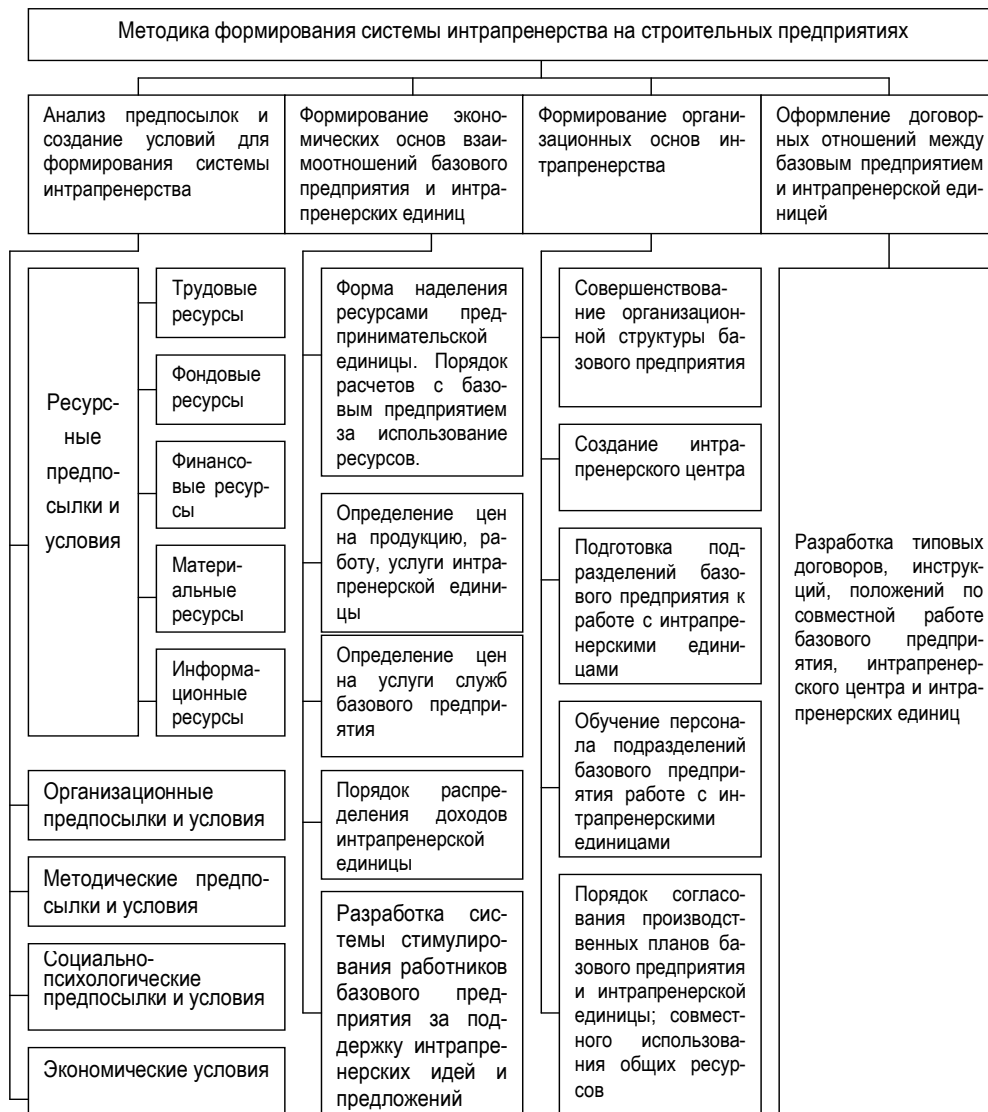 Методика формирования системы интрапренерства на строительных предприятиях
Анализ предпосылок и
создание условий для
формирования системы
интрапренерства
Формирование эконо-
мических основ взаи-
моотношений базового
предприятия и интра-
пренерских единиц
Формирование органи-
зационных основ ин-
трапренерства
Оформление договор-
ных отношений между
базовым предприятием
и интрапренерской еди-
ницей
Ресурс-
ные
предпо-
сылки и
условия
Трудовые
ресурсы
Фондовые
ресурсы
Финансо-
вые ресур-
сы
Матери-
альные
ресурсы
Информа-
ционные
ресурсы
Организационные
предпосылки и условия
Методические предпо-
сылки и условия
Социально-
психологические
предпосылки и условия
Экономические условия
Форма наделения
ресурсами пред-
принимательской
единицы. Порядок
расчетов с базо-
вым предприятием
за использование
ресурсов.
Определение цен
на продукцию, ра-
боту, услуги интра-
пренерской едини-
цы
Определение цен
на услуги служб
базового предпри-
ятия
Порядок распре-
деления доходов
интрапренерской
единицы
Разработка сис-
темы стимулиро-
вания работников
базового пред-
приятия за под-
держку интрапре-
нерских идей и
предложений
Совершенствова-
ние организацион-
ной структуры ба-
зового предприятия
Создание интра-
пренерского центра
Подготовка под-
разделений базо-
вого предприятия к
работе с интрапре-
нерскими едини-
цами
Обучение персона-
ла подразделений
базового предпри-
ятия работе с ин-
трапренерскими
единицами
Порядок согласо-
вания производст-
венных планов ба-
зового предприятия
и интрапренерской
единицы; совмест-
ного использова-
ния общих ресур-
сов
Разработка типовых
договоров, инструк-
ций, положений по
совместной работе
базового предпри-
ятия, интрапренер-
ского центра и интра-
пренерских единиц